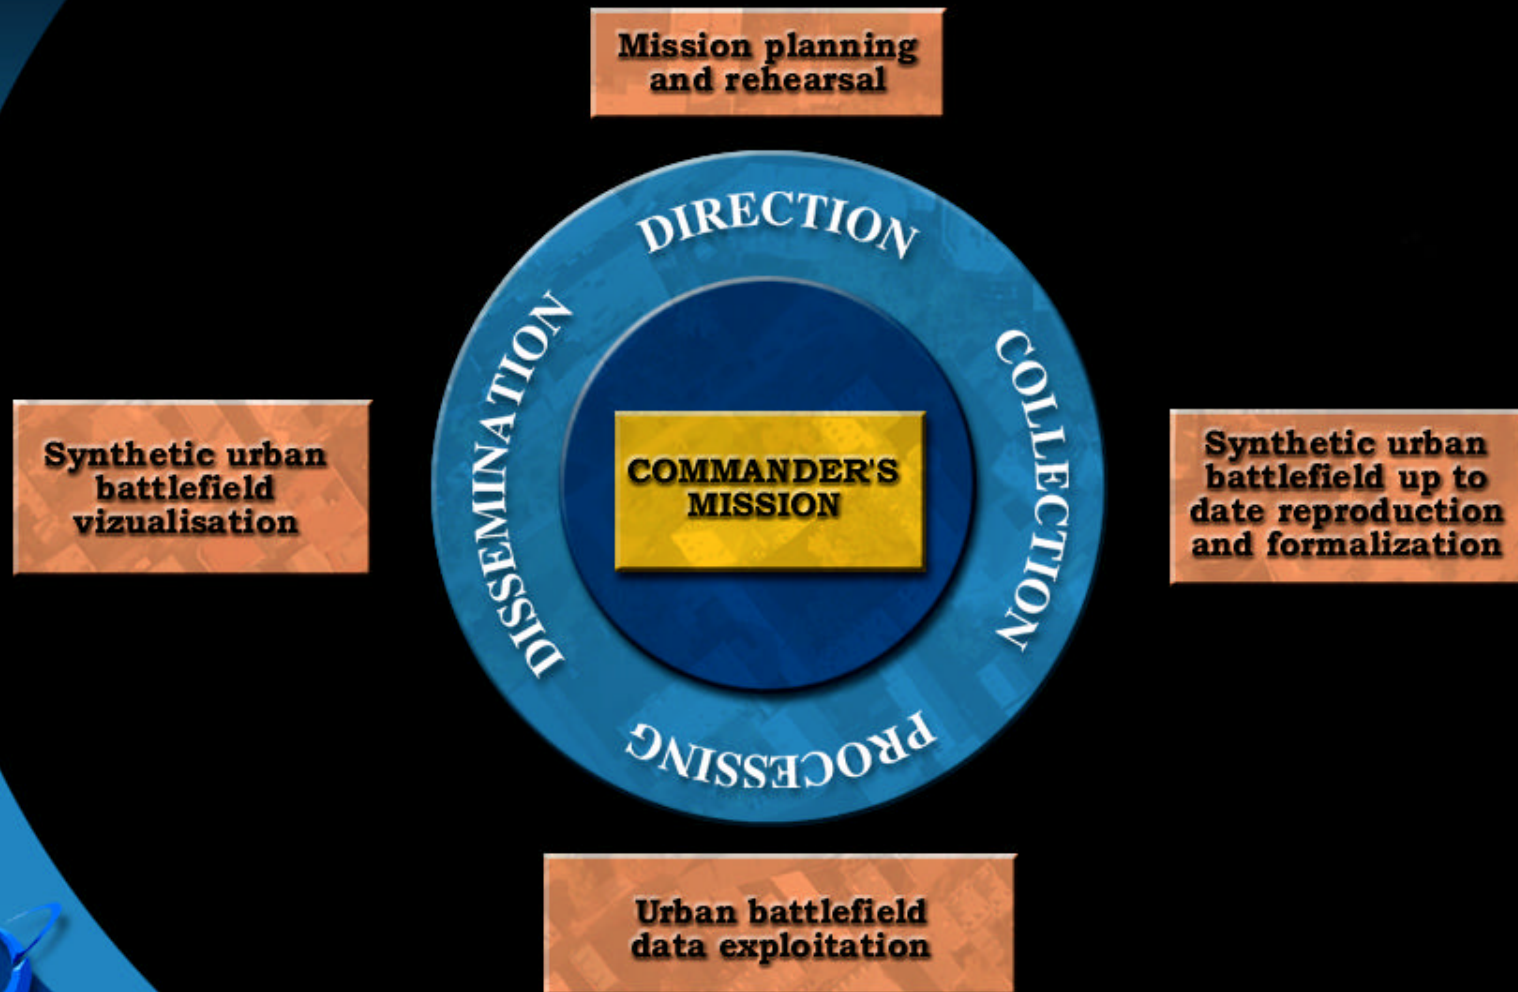 Mission planning
and rehearsal
DIRECTION
DISSEMINATION
COLLECTION
Synthetic urban
battlefield
vizualisation
COMMANDER'S
MISSION
Synthetic urban
battlefield up to
date reproduction
and formalization
PROCESSING
Urban battlefield
data exploitation